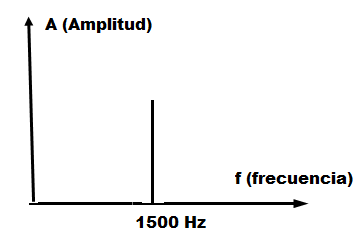 A (Amplitud)
f (frecuencia)
1500 Hz